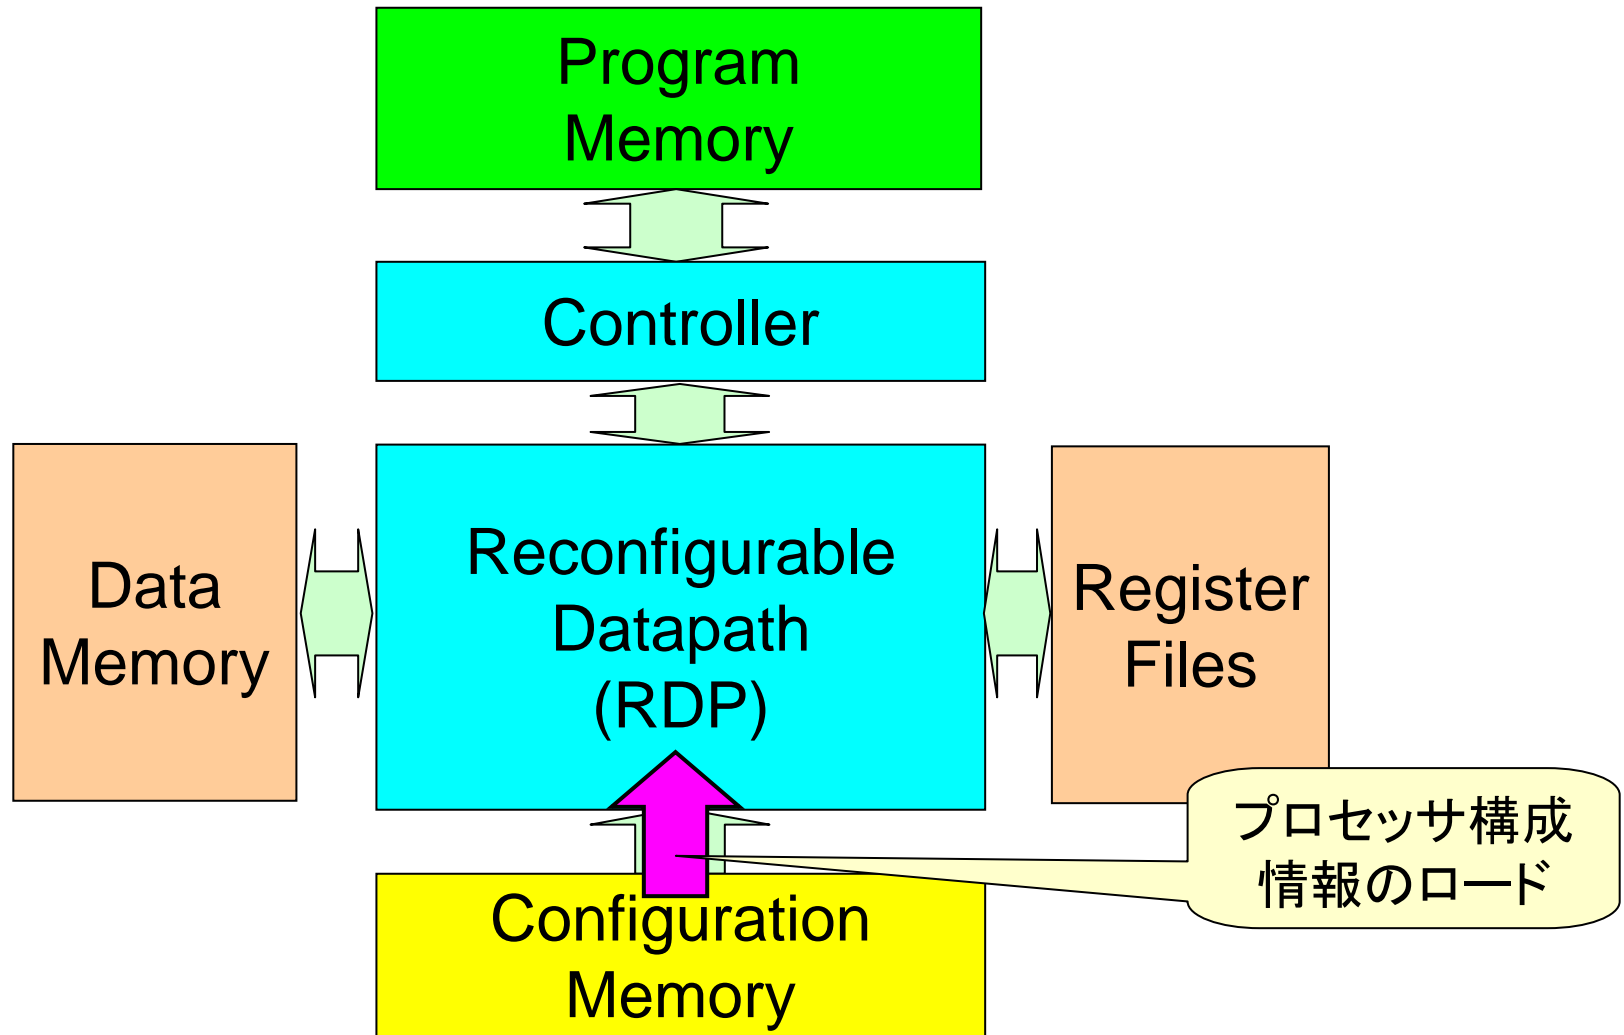 Program
Memory
Controller
Data
Memory
Reconfigurable
Datapath
(RDP)
Register
Files
プロセッサ構成
情報のロード
Configuration
Memory